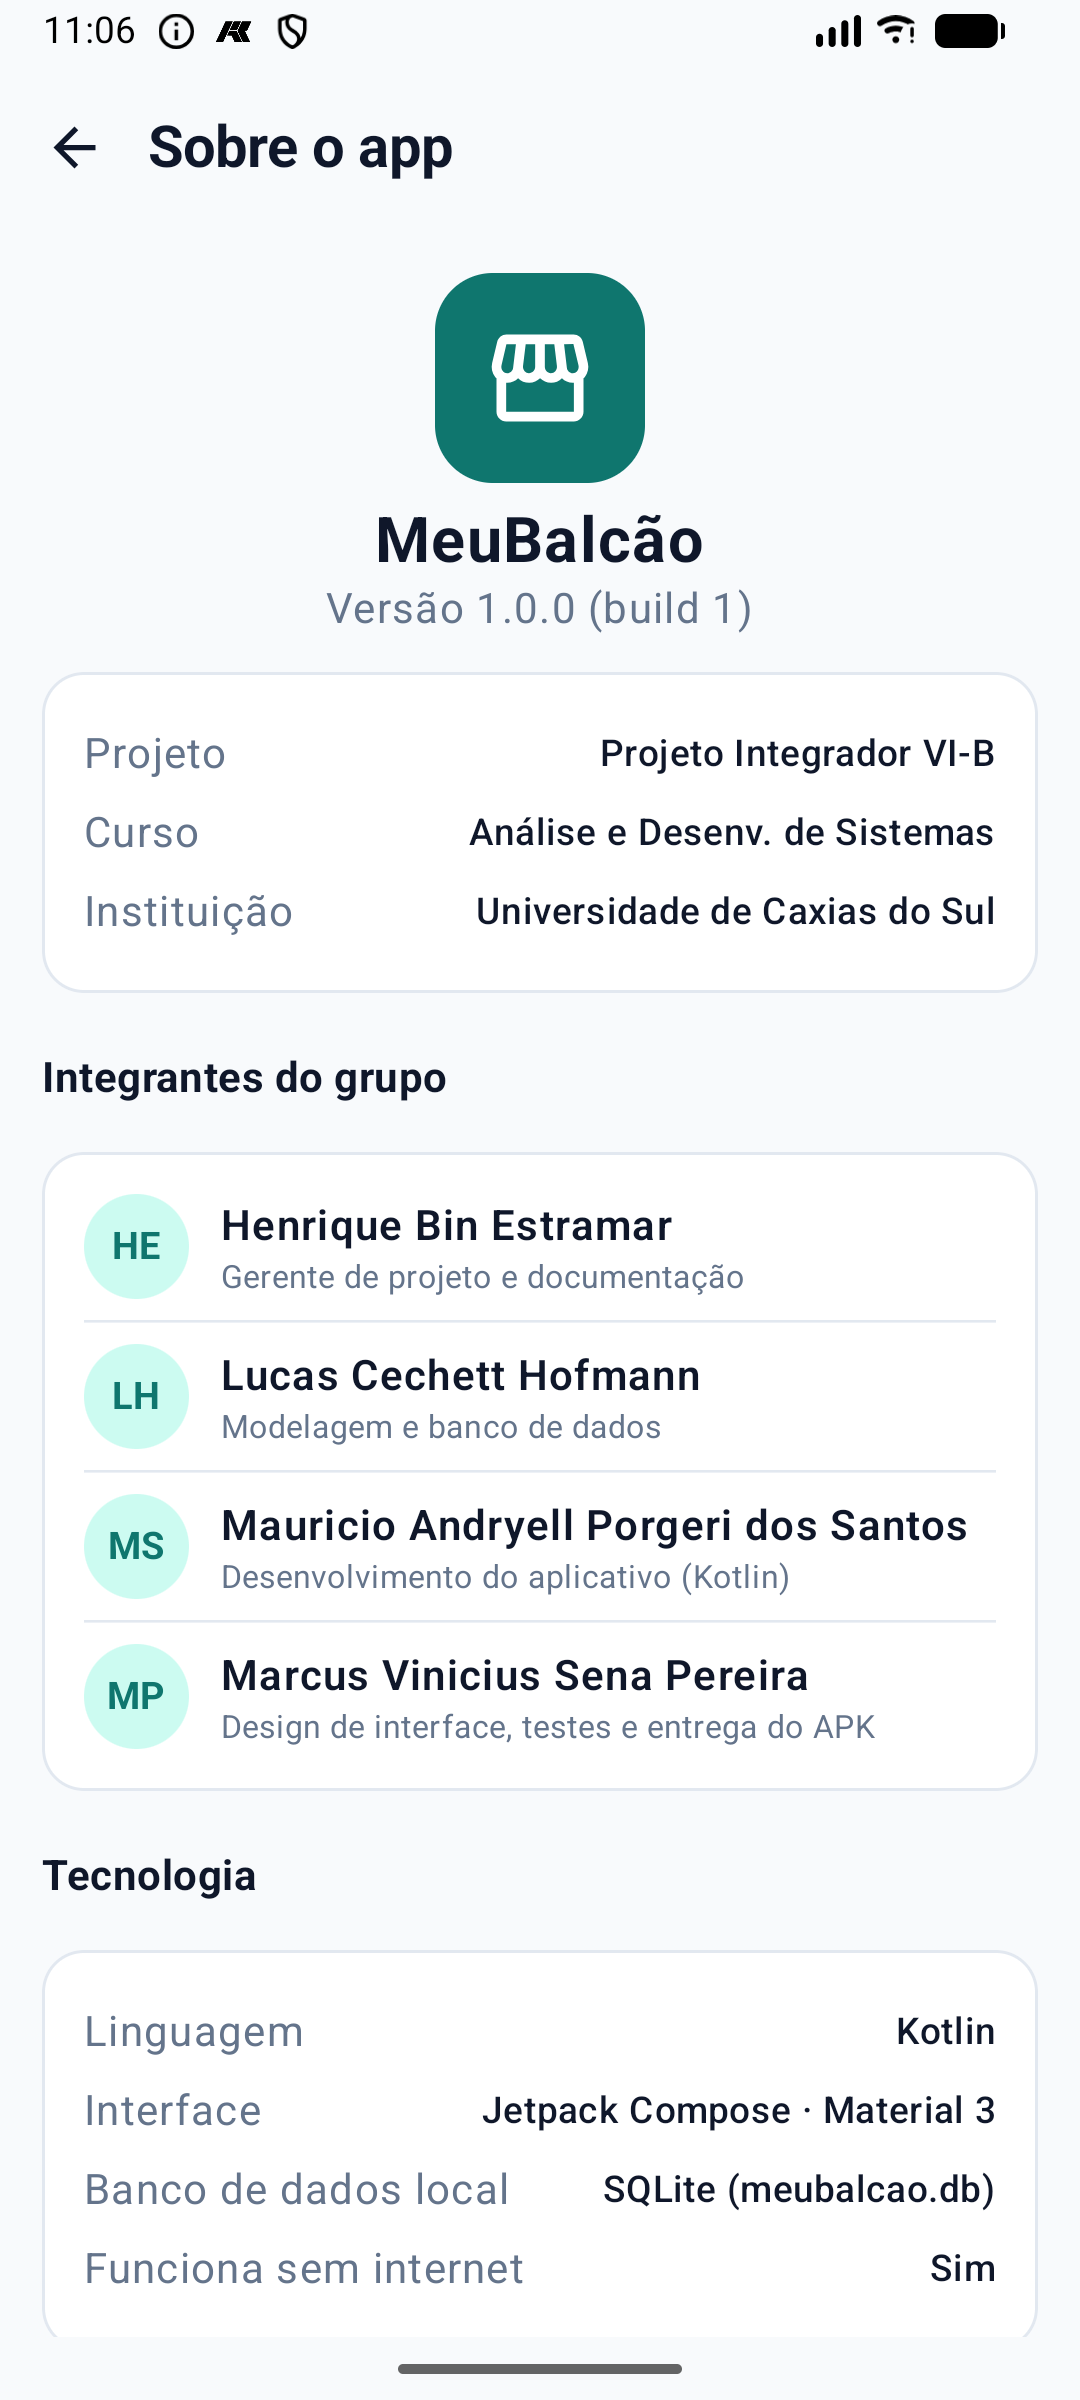 11:06
Sobre o app
MeuBalcão
Versão 1.0.0 (build 1)
Projeto Projeto Integrador VI-B
Curso Análise e Desenv. de Sistemas
Instituição Universidade de Caxias do Sul
Integrantes do grupo
HE Henrique Bin Estramar
Gerente de projeto e documentação
LH Lucas Cechett Hofmann
Modelagem e banco de dados
MS Mauricio Andryell Porgeri dos Santos
Desenvolvimento do aplicativo (Kotlin)
MP Marcus Vinicius Sena Pereira
Design de interface, testes e entrega do APK
Tecnologia
Linguagem Kotlin
Interface Jetpack Compose · Material 3
Banco de dados local SQLite (meubalcao.db)
Funciona sem internet Sim